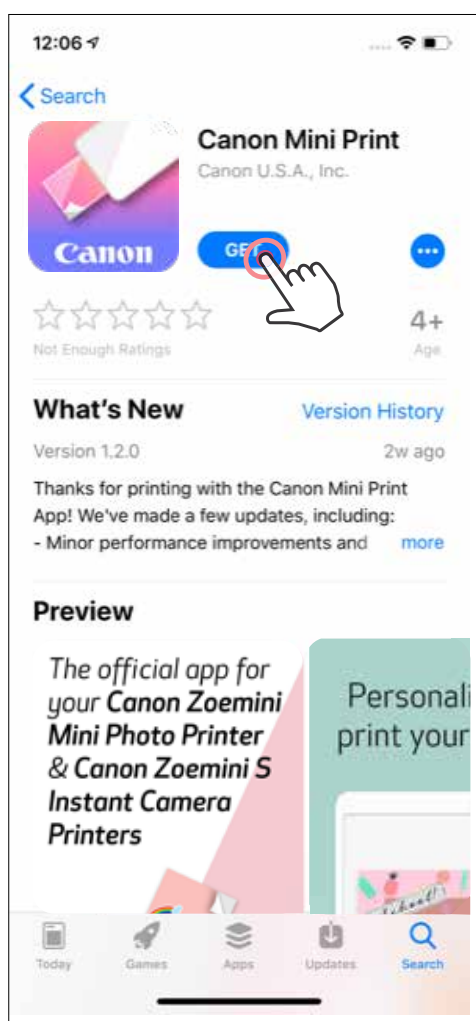 12:06
Search
Canon Mini Print
Canon U.S.A., Inc.
Canon
GET
4+
Not Enough Ratings
Age
What's New
Version History
Version 1.2.0
2w ago
Thanks for printing with the Canon Mini Print
App! We've made a few updates, including:
- Minor performance improvements and more
Preview
The official app for
your Canon Zoemini
Mini Photo Printer
& Canon Zoemini S
Instant Camera
Printers
Personali
print your
Today
Games
Apps
Updates
Search